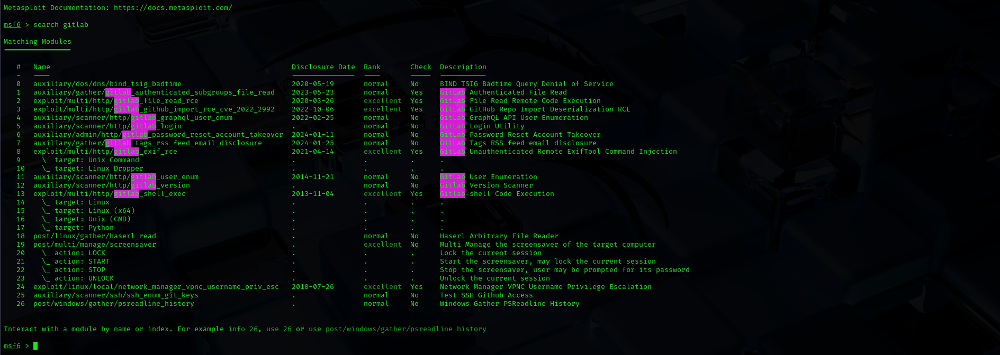 Metasploit Documentation: https://docs.metasploit.com/
msf6 > search gitlab
Matching Modules
================
#   Name                                                         Disclosure Date  Rank       Check  Description
-   ----                                                         ---------------  ----       -----  -----------
0   auxiliary/dos/dns/bind_tsig_badtime                          2020-05-19       normal     No     BIND TSIG Badtime Query Denial of Service
1   auxiliary/gather/gitlab_authenticated_subgroups_file_read    2023-05-23       normal     Yes    GitLab Authenticated File Read
2   exploit/multi/http/gitlab_file_read_rce                      2020-03-26       excellent  Yes    GitLab File Read Remote Code Execution
3   exploit/multi/http/gitlab_github_import_rce_cve_2022_2992    2022-10-06       excellent  Yes    GitLab GitHub Repo Import Deserialization RCE
4   auxiliary/scanner/http/gitlab_graphql_user_enum              2022-02-25       normal     No     GitLab GraphQL API User Enumeration
5   auxiliary/scanner/http/gitlab_login                          .                normal     No     GitLab Login Utility
6   auxiliary/admin/http/gitlab_password_reset_account_takeover  2024-01-11       normal     No     GitLab Password Reset Account Takeover
7   auxiliary/gather/gitlab_tags_rss_feed_email_disclosure       2024-01-25       normal     No     GitLab Tags RSS feed email disclosure
8   exploit/multi/http/gitlab_exif_rce                           2021-04-14       excellent  Yes    GitLab Unauthenticated Remote ExifTool Command Injection
9     \_ target: Unix Command                                    .                .          .      .
10    \_ target: Linux Dropper                                   .                .          .      .
11  auxiliary/scanner/http/gitlab_user_enum                      2014-11-21       normal     No     GitLab User Enumeration
12  auxiliary/scanner/http/gitlab_version                        .                normal     No     Gitlab Version Scanner
13  exploit/multi/http/gitlab_shell_exec                         2013-11-04       excellent  Yes    Gitlab-shell Code Execution
14    \_ target: Linux                                           .                .          .      .
15    \_ target: Linux (x64)                                     .                .          .      .
16    \_ target: Unix (CMD)                                      .                .          .      .
17    \_ target: Python                                          .                .          .      .
18  post/linux/gather/haserl_read                                .                normal     No     Haserl Arbitrary File Reader
19  post/multi/manage/screensaver                                .                excellent  No     Multi Manage the screensaver of the target computer
20    \_ action: LOCK                                            .                .          .      Lock the current session
21    \_ action: START                                           .                .          .      Start the screensaver, may lock the current session
22    \_ action: STOP                                            .                .          .      Stop the screensaver, user may be prompted for its password
23    \_ action: UNLOCK                                          .                .          .      Unlock the current session
24  exploit/linux/local/network_manager_vpnc_username_priv_esc   2018-07-26       excellent  Yes    Network Manager VPNC Username Privilege Escalation
25  auxiliary/scanner/ssh/ssh_enum_git_keys                      .                normal     No     Test SSH Github Access
26  post/windows/gather/psreadline_history                       .                normal     No     Windows Gather PSReadline History
Interact with a module by name or index. For example info 26, use 26 or use post/windows/gather/psreadline_history
msf6 >